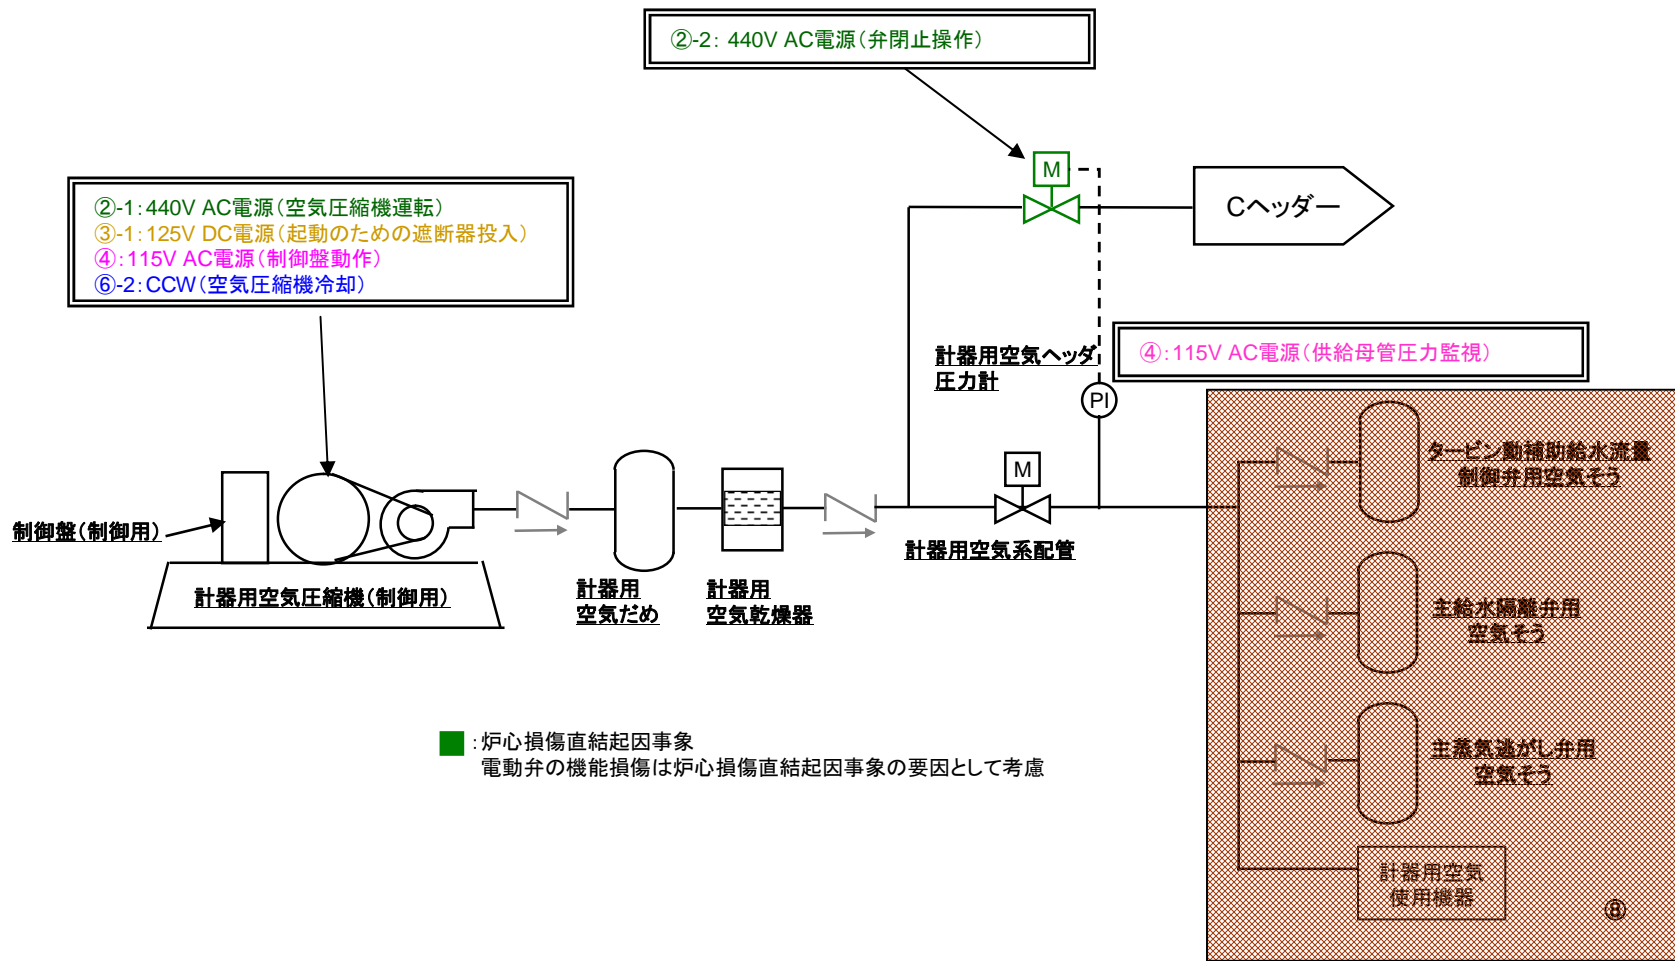 ②-2: 440V AC電源(弁閉止操作)
M
Cヘッダー
②-1:440V AC電源(空気圧縮機運転)
③-1:125V DC電源(起動のための遮断器投入)
④:115V AC電源(制御盤動作)
⑥-2:CCW(空気圧縮機冷却)
計器用空気ヘッダ
圧力計
④:115V AC電源(供給母管圧力監視)
PI
M
制御盤(制御用)
計器用空気圧縮機(制御用)
計器用
空気だめ
計器用
空気乾燥器
計器用空気系配管
タービン動補助給水流量
制御弁用空気そう
主給水隔離弁用
空気そう
主蒸気逃がし弁用
空気そう
計器用空気
使用機器
⑧
:炉心損傷直結起因事象
電動弁の機能損傷は炉心損傷直結起因事象の要因として考慮